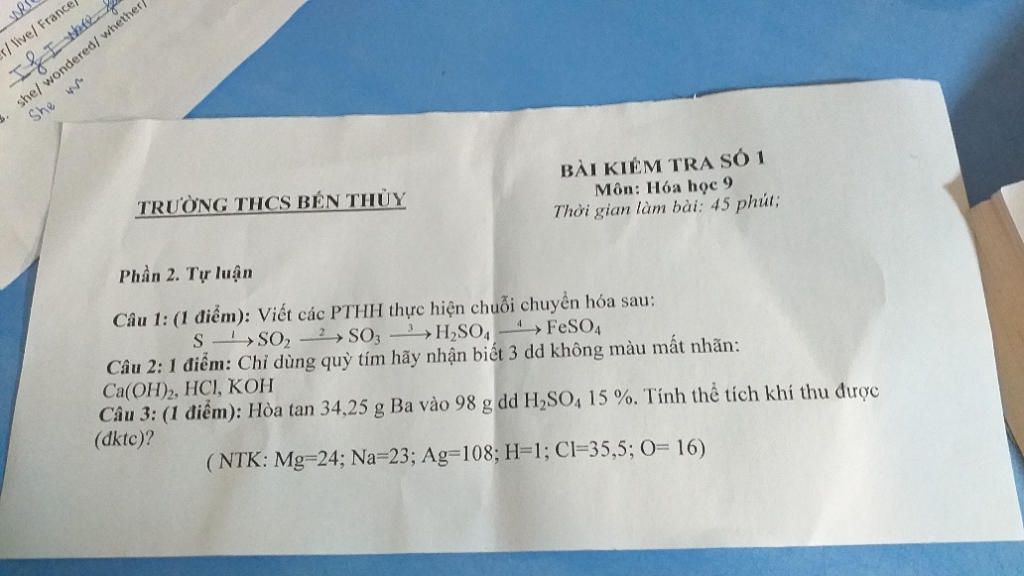 er/ live/ France/
If I were
she/ wondered/ whether/
She
TRƯỜNG THCS BẾN THỦY
BÀI KIỂM TRA SỐ 1
Môn: Hóa học 9
Thời gian làm bài: 45 phút;
Phần 2. Tự luận
Câu 1: (1 điểm): Viết các PTHH thực hiện chuỗi chuyển hóa sau:
S —1→ SO₂ —2→ SO₃ —3→ H₂SO₄ —4→ FeSO₄
Câu 2: 1 điểm: Chỉ dùng quỳ tím hãy nhận biết 3 dd không màu mất nhãn:
Ca(OH)₂, HCl, KOH
Câu 3: (1 điểm): Hòa tan 34,25 g Ba vào 98 g dd H₂SO₄ 15 %. Tính thể tích khí thu được
(đktc)?
( NTK: Mg=24; Na=23; Ag=108; H=1; Cl=35,5; O= 16)